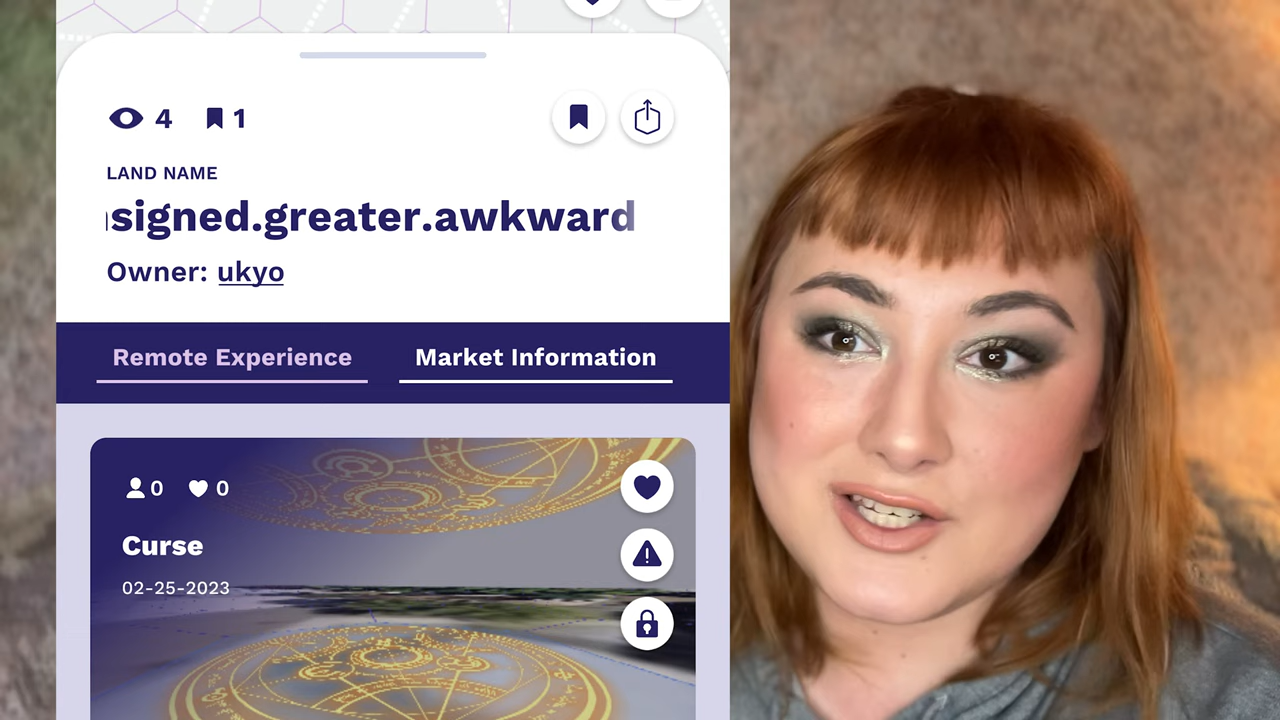 4 1
LAND NAME
signed.greater.awkward
Owner: ukyo
Remote Experience Market Information
0 0
Curse
02-25-2023